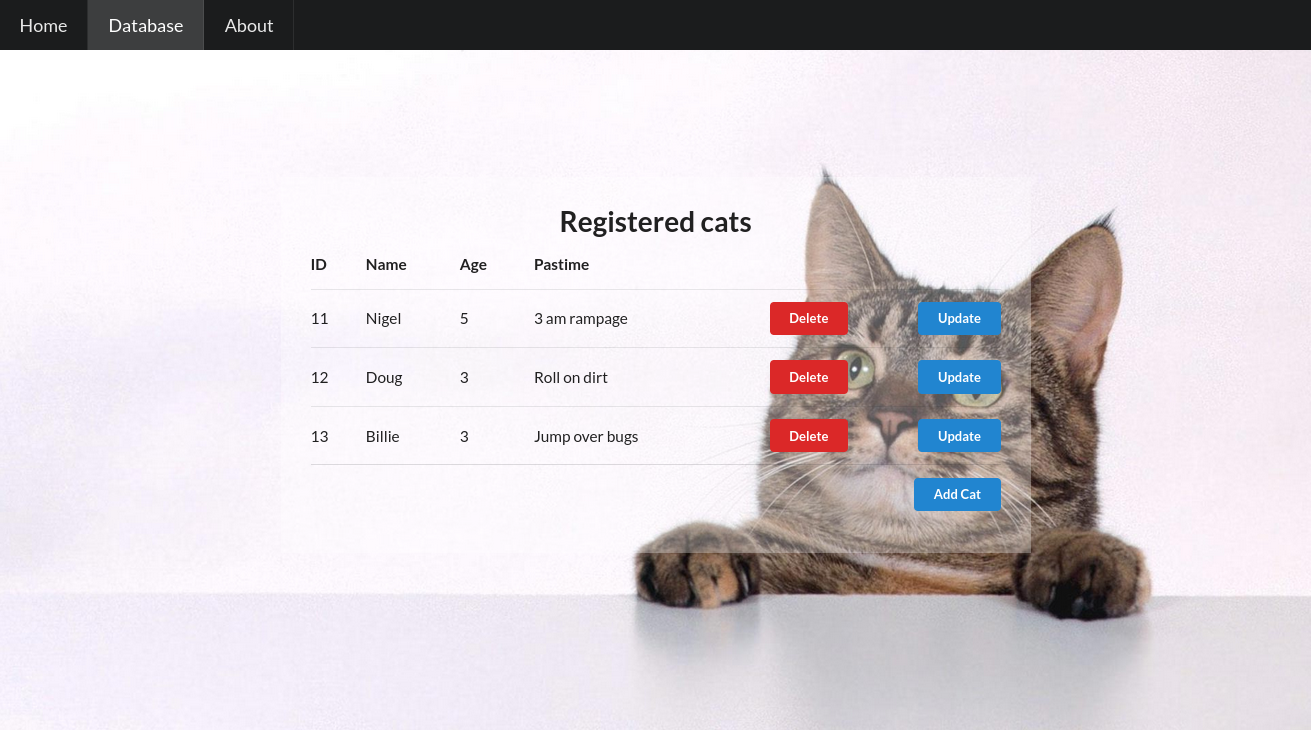 Home Database About
Registered cats
ID Name Age Pastime
11 Nigel 5 3 am rampage Delete Update
12 Doug 3 Roll on dirt Delete Update
13 Billie 3 Jump over bugs Delete Update
Add Cat